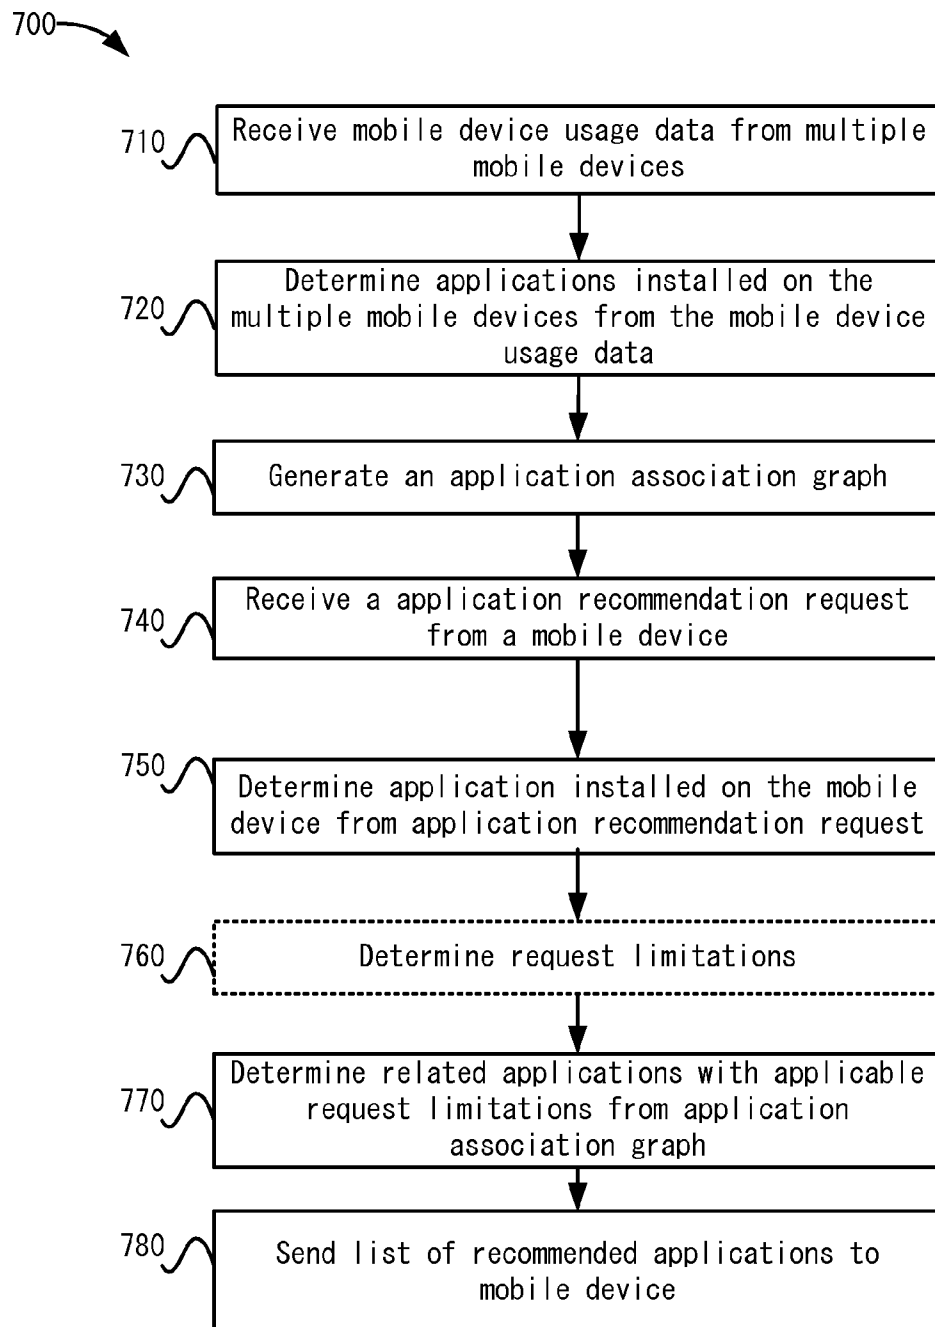 700
710
Receive mobile device usage data from multiple
mobile devices
720
Determine applications installed on the
multiple mobile devices from the mobile device
usage data
730
Generate an application association graph
740
Receive a application recommendation request
from a mobile device
750
Determine application installed on the mobile
device from application recommendation request
760
Determine request limitations
770
Determine related applications with applicable
request limitations from application
association graph
780
Send list of recommended applications to
mobile device